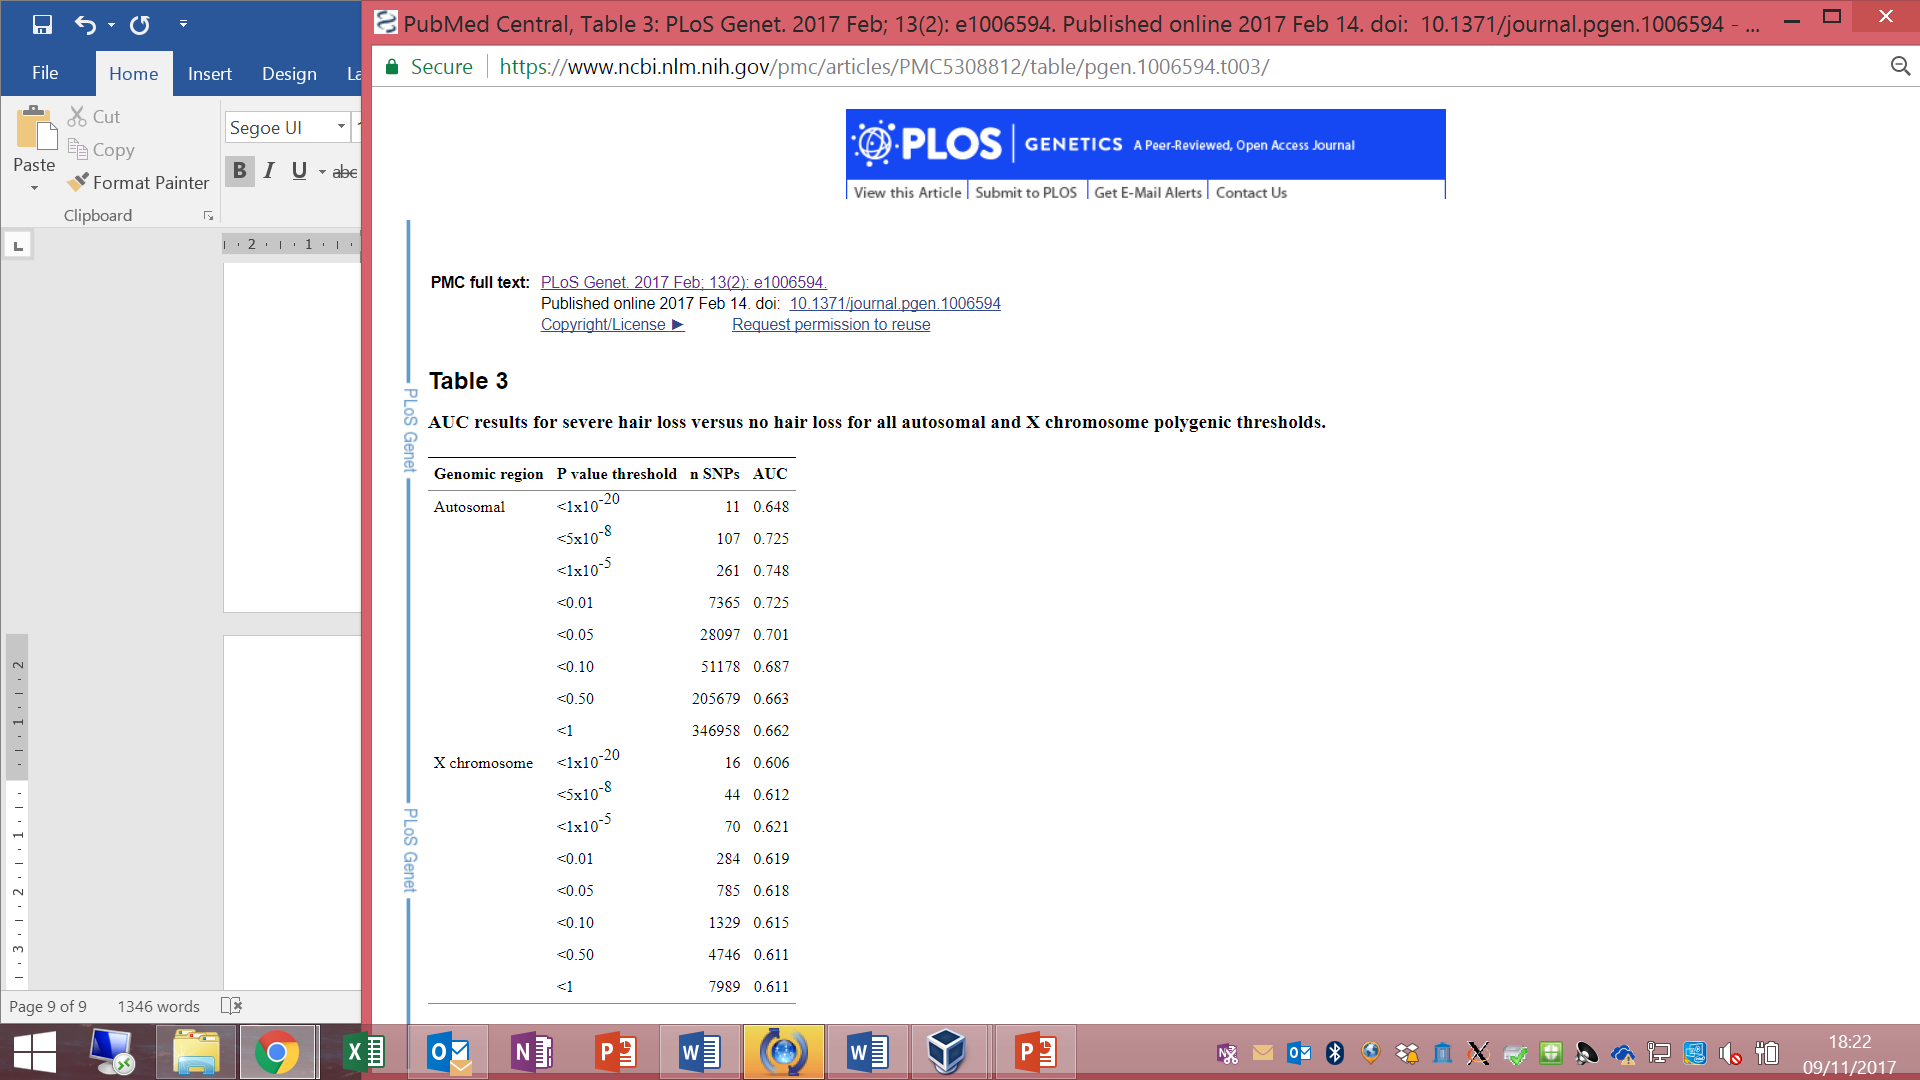 PubMed Central, Table 3: PLoS Genet. 2017 Feb; 13(2): e1006594. Published online 2017 Feb 14. doi: 10.1371/journal.pgen.1006594 - ...
File Home Insert Design La
Secure https://www.ncbi.nlm.nih.gov/pmc/articles/PMC5308812/table/pgen.1006594.t003/
Paste
Cut
Copy
Format Painter
Clipboard
Segoe UI
B I U abc
2 1
PLOS GENETICS A Peer-Reviewed, Open Access Journal
View this Article Submit to PLOS Get E-Mail Alerts Contact Us
PMC full text: PLoS Genet. 2017 Feb; 13(2): e1006594.
Published online 2017 Feb 14. doi: 10.1371/journal.pgen.1006594
Copyright/License ► Request permission to reuse
PLoS Genet
PLoS Genet
Table 3
AUC results for severe hair loss versus no hair loss for all autosomal and X chromosome polygenic thresholds.
Genomic region P value threshold n SNPs AUC
Autosomal <1x10-20 11 0.648
<5x10-8 107 0.725
<1x10-5 261 0.748
<0.01 7365 0.725
<0.05 28097 0.701
<0.10 51178 0.687
<0.50 205679 0.663
<1 346958 0.662
X chromosome <1x10-20 16 0.606
<5x10-8 44 0.612
<1x10-5 70 0.621
<0.01 284 0.619
<0.05 785 0.618
<0.10 1329 0.615
<0.50 4746 0.611
<1 7989 0.611
2
1
1
2
3
Page 9 of 9 1346 words
18:22
09/11/2017